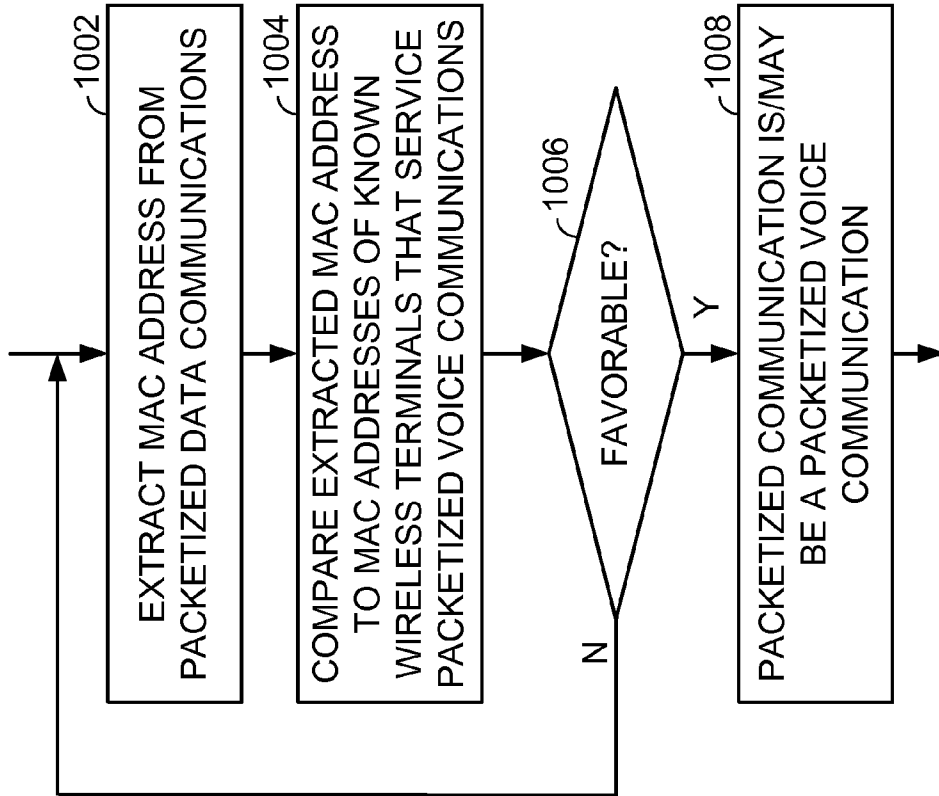 1002
EXTRACT MAC ADDRESS FROM
PACKETIZED DATA COMMUNICATIONS
1004
COMPARE EXTRACTED MAC ADDRESS
TO MAC ADDRESSES OF KNOWN
WIRELESS TERMINALS THAT SERVICE
PACKETIZED VOICE COMMUNICATIONS
1006
FAVORABLE?
N
Y
1008
PACKETIZED COMMUNICATION IS/MAY
BE A PACKETIZED VOICE
COMMUNICATION